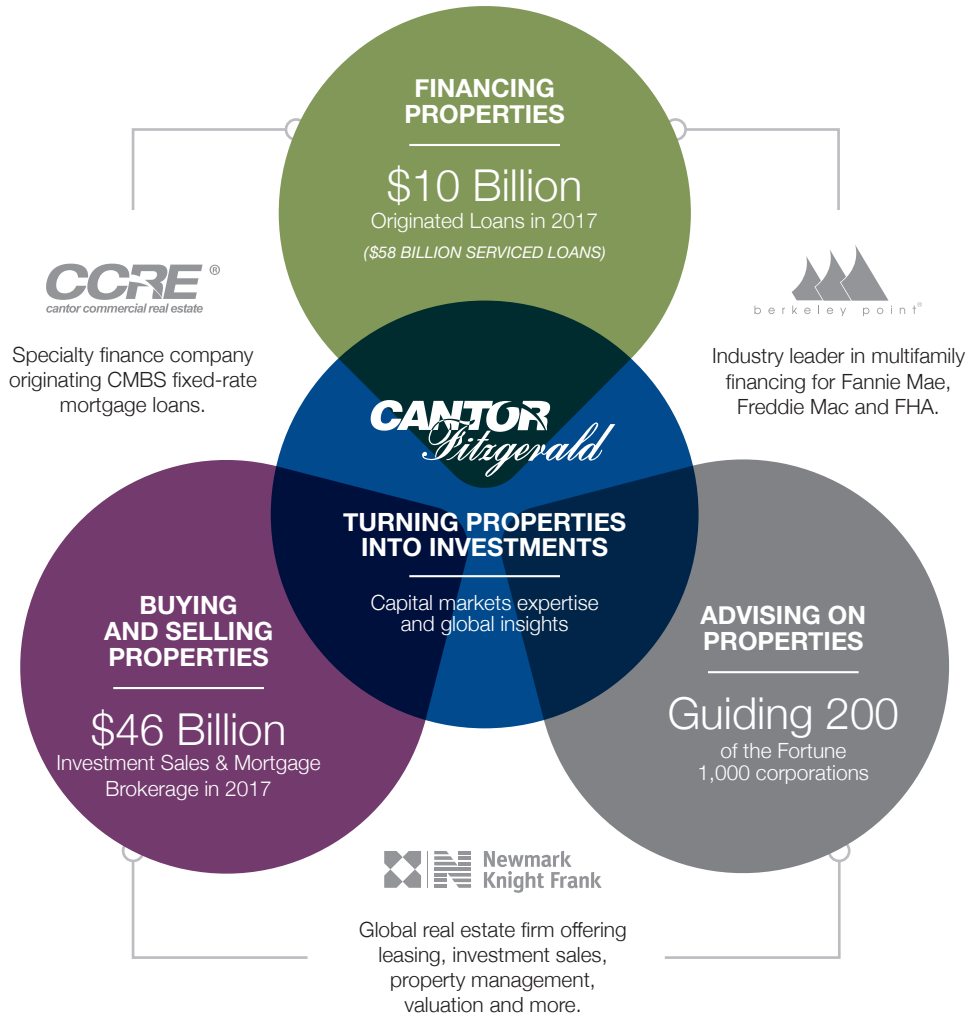 FINANCING
PROPERTIES
$10 Billion
Originated Loans in 2017
($58 BILLION SERVICED LOANS)
CCRE®
cantor commercial real estate
Specialty finance company
originating CMBS fixed-rate
mortgage loans.
berkeley point®
Industry leader in multifamily
financing for Fannie Mae,
Freddie Mac and FHA.
CANTOR
Fitzgerald
TURNING PROPERTIES
INTO INVESTMENTS
Capital markets expertise
and global insights
BUYING
AND SELLING
PROPERTIES
$46 Billion
Investment Sales & Mortgage
Brokerage in 2017
ADVISING ON
PROPERTIES
Guiding 200
of the Fortune
1,000 corporations
N
Newmark
Knight Frank
Global real estate firm offering
leasing, investment sales,
property management,
valuation and more.